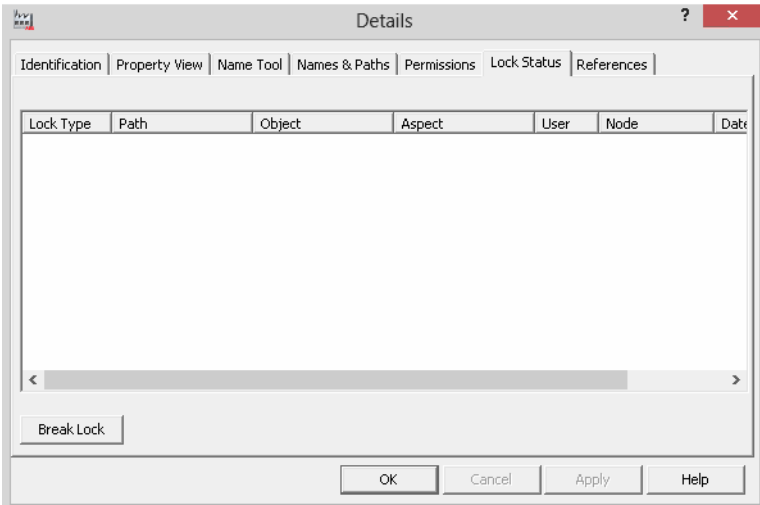 Details
?
Identification Property View Name Tool Names & Paths Permissions Lock Status References
Lock Type Path Object Aspect User Node Date
Break Lock
OK Cancel Apply Help